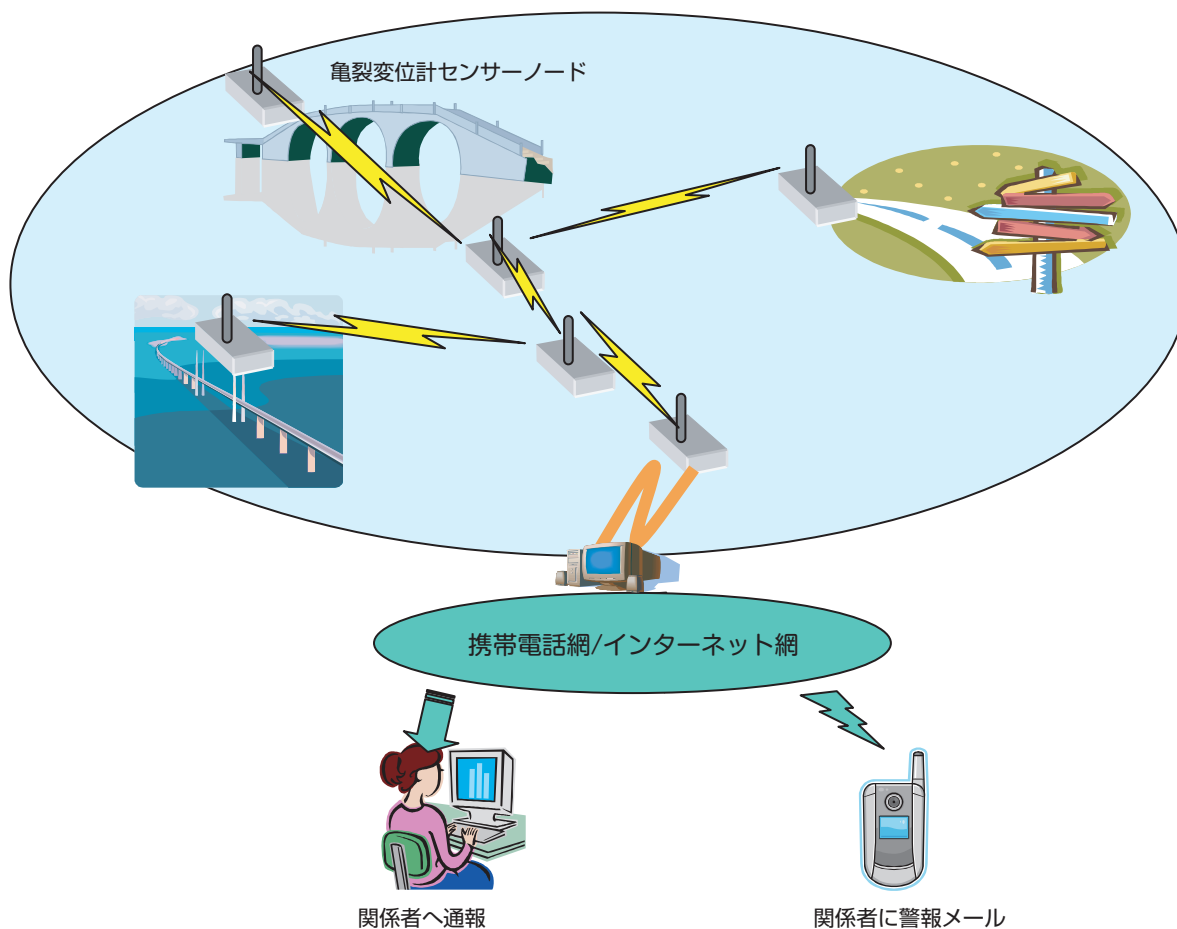 亀裂変位計センサーノード
携帯電話網/インターネット網
関係者へ通報
関係者に警報メール